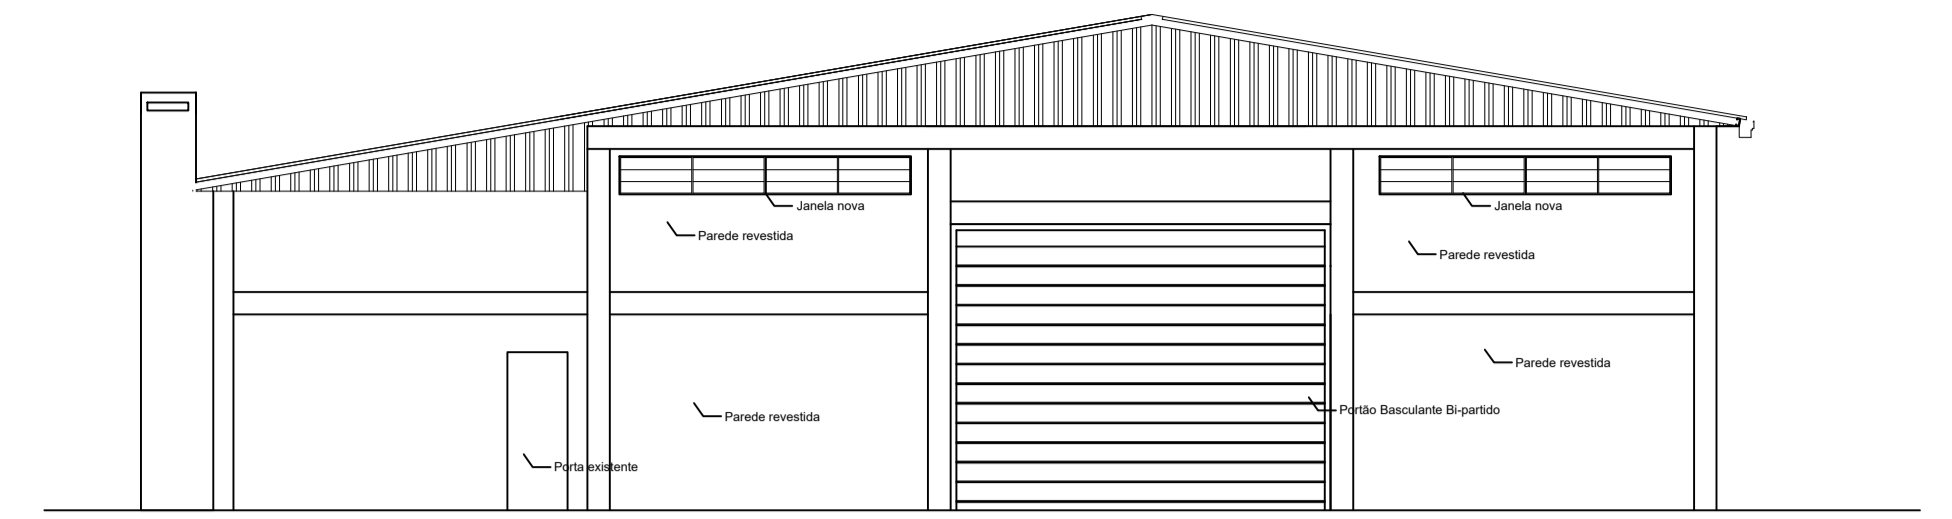 Janela nova
Janela nova
Parede revestida
Parede revestida
Parede revestida
Portão Basculante Bi-partido
Parede revestida
Porta existente